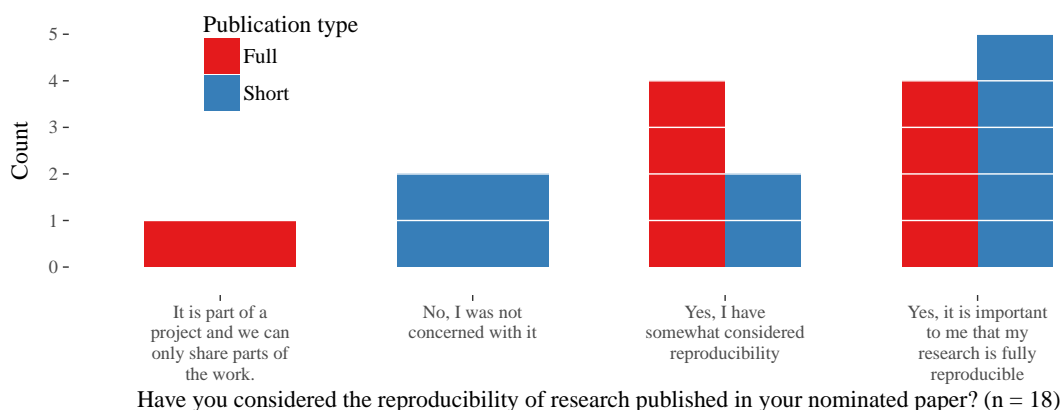 Publication type
Full
Short
Count
5
4
3
2
1
0
It is part of a
project and we can
only share parts of
the work.
No, I was not
concerned with it
Yes, I have
somewhat considered
reproducibility
Yes, it is important
to me that my
research is fully
reproducible
Have you considered the reproducibility of research published in your nominated paper? (n = 18)